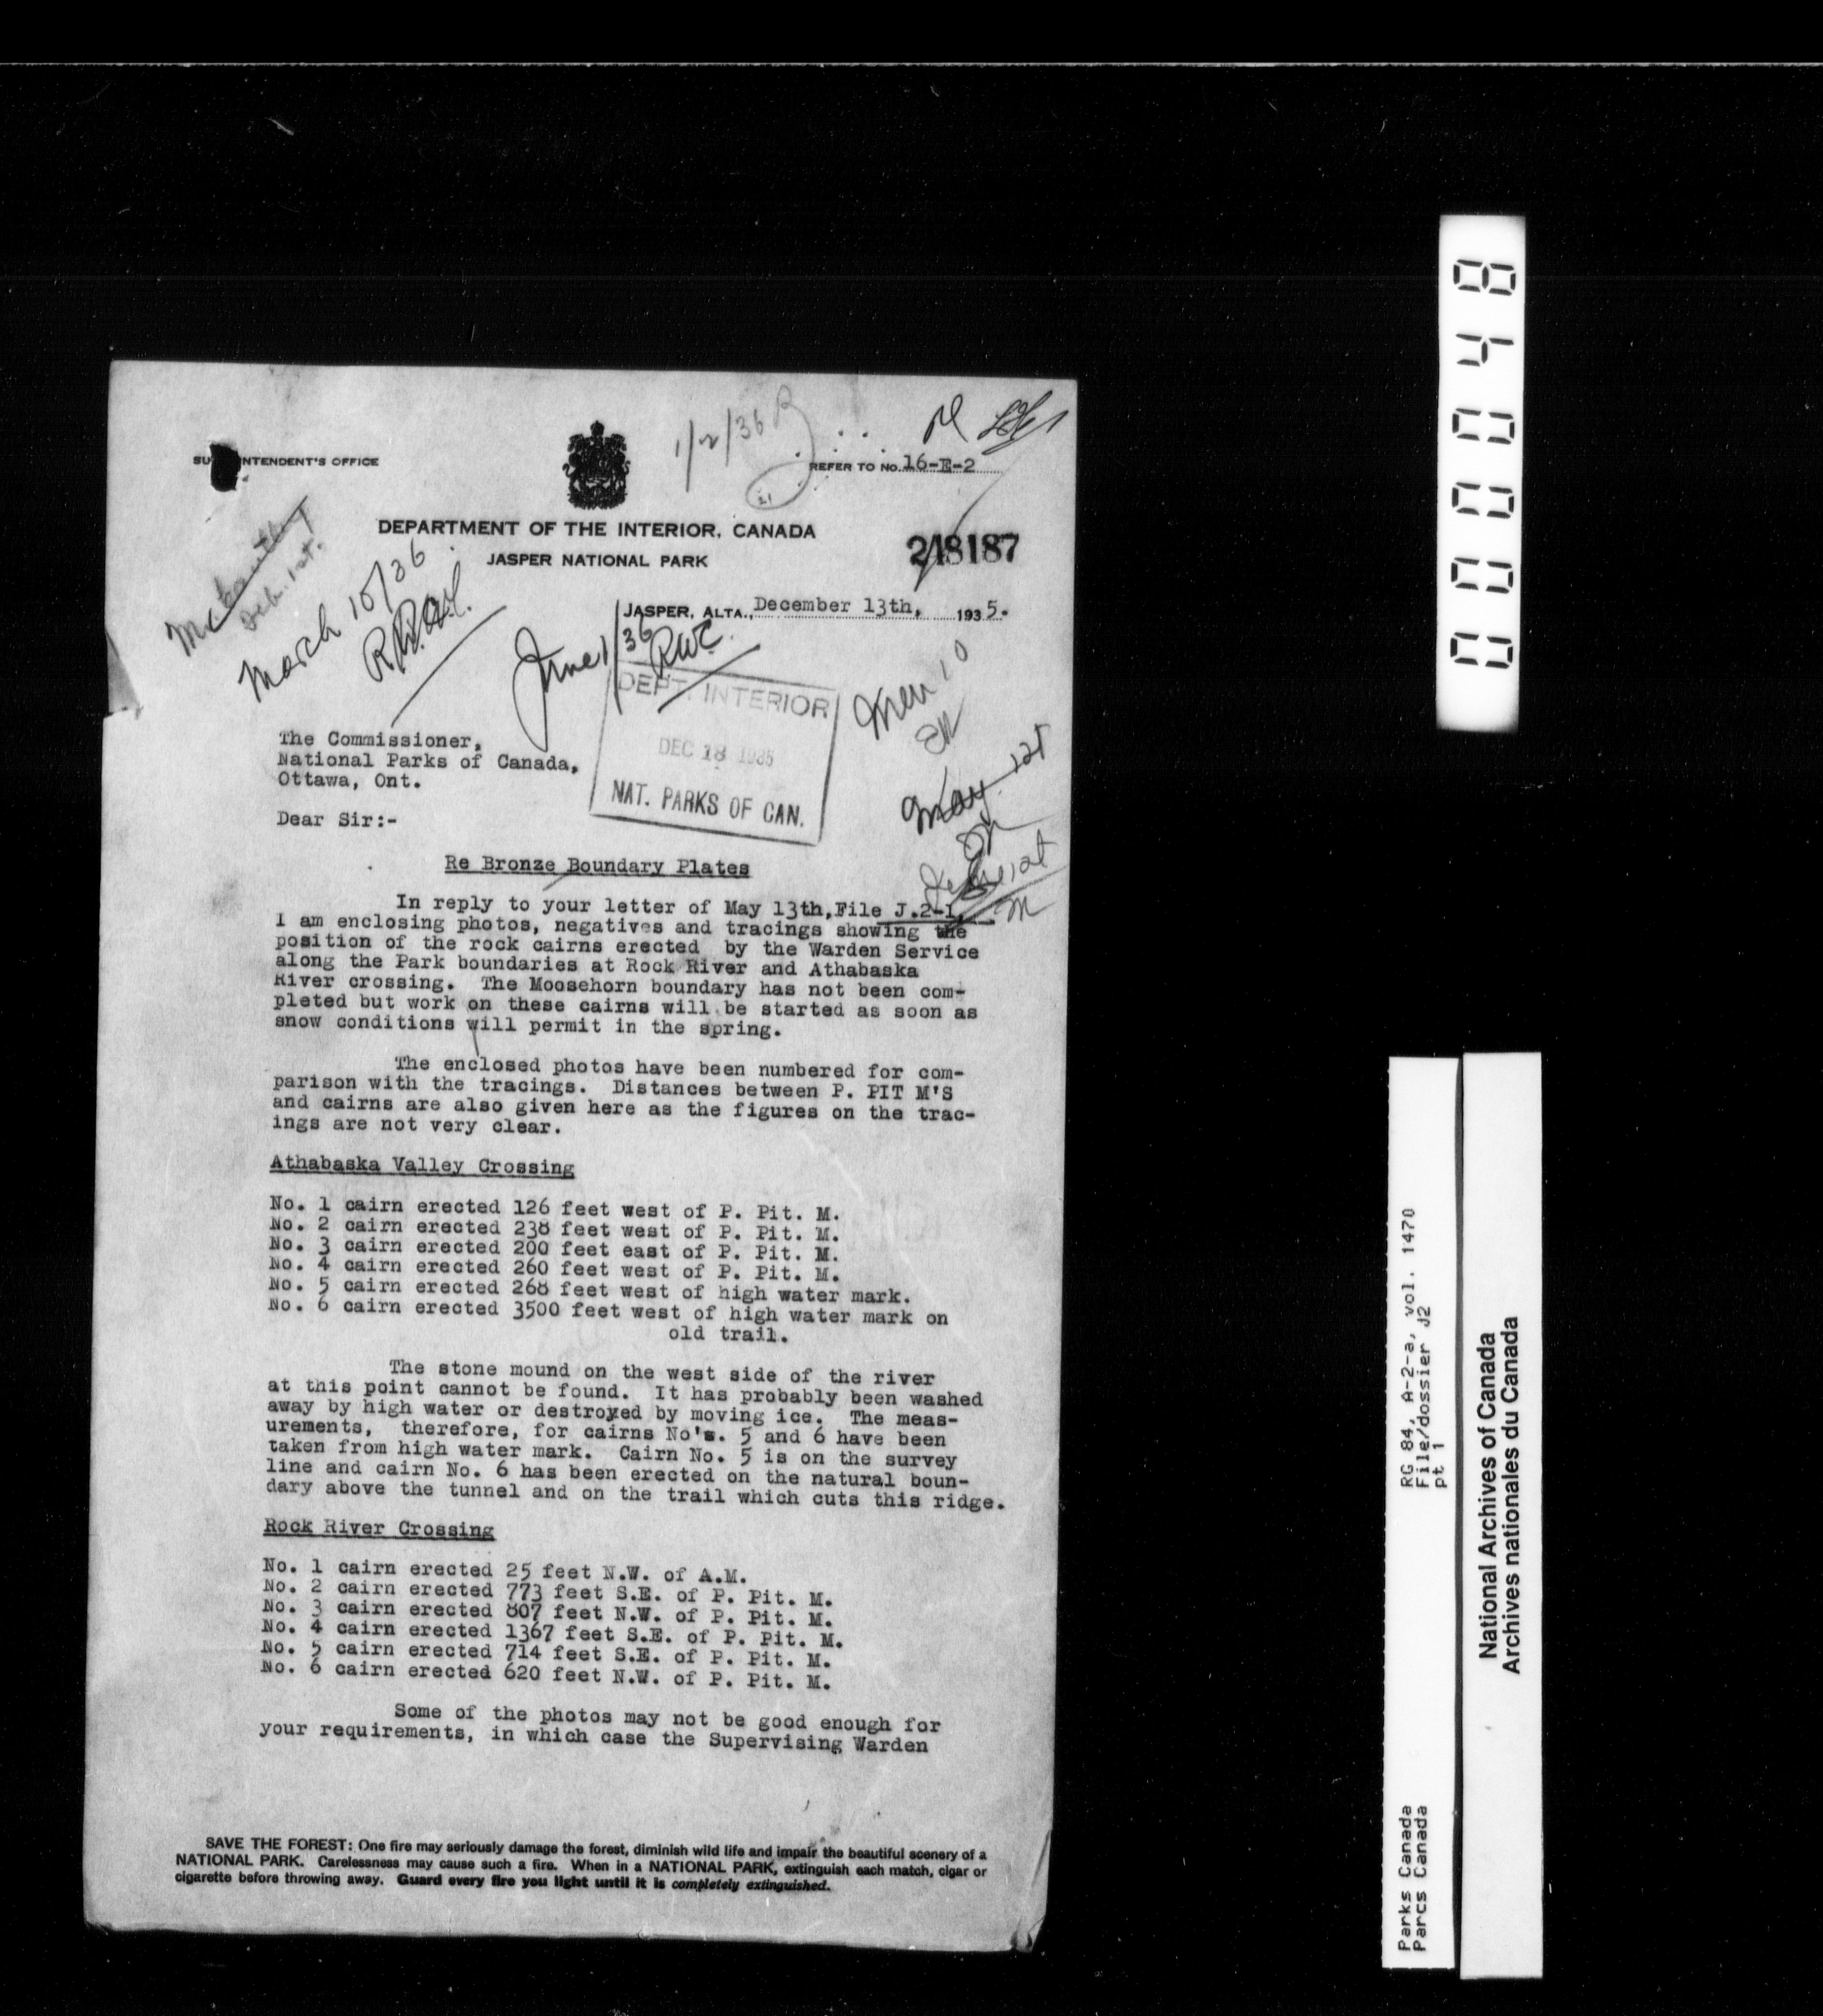 SU NTENDENT'S OFFICE
1/2/36
REFER TO NO. 16-E-2
DEPARTMENT OF THE INTERIOR, CANADA
JASPER NATIONAL PARK
218187
JASPER, ALTA., December 13th, 1935.
Feb. 1st.
March 15/36
June 1/36
RWC
DEPT. INTERIOR
DEC 18 1935
NAT. PARKS OF CAN.
May 1st
The Commissioner,
National Parks of Canada,
Ottawa, Ont.
Dear Sir:-
Re Bronze Boundary Plates
In reply to your letter of May 13th,File J.2-1,
I am enclosing photos, negatives and tracings showing the
position of the rock cairns erected by the Warden Service
along the Park boundaries at Rock River and Athabaska
River crossing. The Moosehorn boundary has not been com-
pleted but work on these cairns will be started as soon as
snow conditions will permit in the spring.
The enclosed photos have been numbered for com-
parison with the tracings. Distances between P. PIT M'S
and cairns are also given here as the figures on the trac-
ings are not very clear.
Athabaska Valley Crossing
No. 1 cairn erected 126 feet west of P. Pit. M.
No. 2 cairn erected 238 feet west of P. Pit. M.
No. 3 cairn erected 200 feet east of P. Pit. M.
No. 4 cairn erected 260 feet west of P. Pit. M.
No. 5 cairn erected 268 feet west of high water mark.
No. 6 cairn erected 3500 feet west of high water mark on
old trail.
The stone mound on the west side of the river
at this point cannot be found. It has probably been washed
away by high water or destroyed by moving ice. The meas-
urements, therefore, for cairns No's. 5 and 6 have been
taken from high water mark. Cairn No. 5 is on the survey
line and cairn No. 6 has been erected on the natural boun-
dary above the tunnel and on the trail which cuts this ridge.
Rock River Crossing
No. 1 cairn erected 25 feet N.W. of A.M.
No. 2 cairn erected 773 feet S.E. of P. Pit. M.
No. 3 cairn erected 807 feet N.W. of P. Pit. M.
No. 4 cairn erected 1367 feet S.E. of P. Pit. M.
No. 5 cairn erected 714 feet S.E. of P. Pit. M.
No. 6 cairn erected 620 feet N.W. of P. Pit. M.
Some of the photos may not be good enough for
your requirements, in which case the Supervising Warden
SAVE THE FOREST: One fire may seriously damage the forest, diminish wild life and impair the beautiful scenery of a
NATIONAL PARK. Carelessness may cause such a fire. When in a NATIONAL PARK, extinguish each match, cigar or
cigarette before throwing away. Guard every fire you light until it is completely extinguished.
000048
Parks Canada RG 84, A-2-a, vol. 1470
Parcs Canada File/dossier J2
pt 1
National Archives of Canada
Archives nationales du Canada